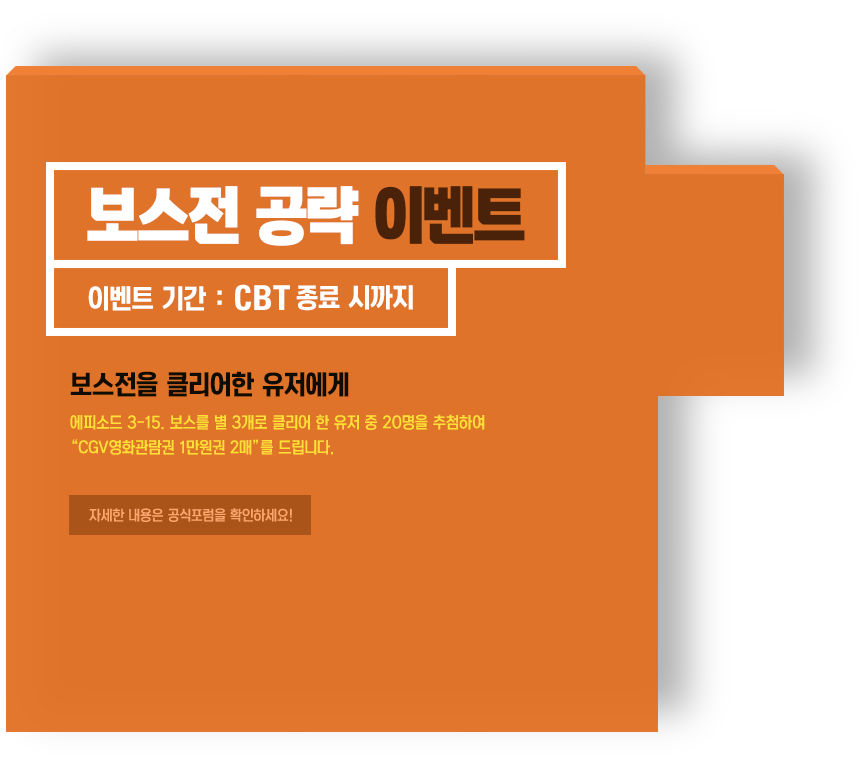 보스전 공략 이벤트
이벤트 기간 : CBT 종료 시까지
보스전을 클리어한 유저에게
에피소드 3-15. 보스를 별 3개로 클리어 한 유저 중 20명을 추첨하여
“CGV영화관람권 1만원권 2매”를 드립니다.
자세한 내용은 공식포럼을 확인하세요!